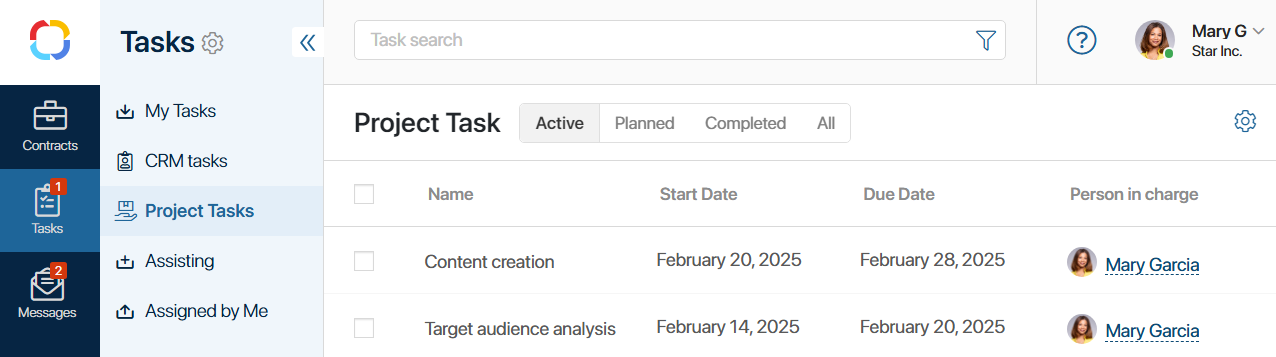 Tasks
Task search
?
Mary G
Star Inc.
Contracts
1
Tasks
2
Messages
My Tasks
CRM tasks
Project Tasks
Assisting
Assigned by Me
Project Task
Active Planned Completed All
Name Start Date Due Date Person in charge
Content creation February 20, 2025 February 28, 2025 Mary Garcia
Target audience analysis February 14, 2025 February 20, 2025 Mary Garcia